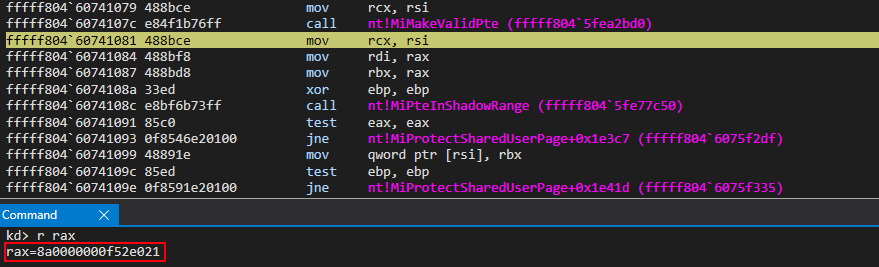 fffff804`60741079 488bce mov rcx, rsi
fffff804`6074107c e84f1b76ff call nt!MiMakeValidPte (fffff804`5fea2bd0)
fffff804`60741081 488bce mov rcx, rsi
fffff804`60741084 488bf8 mov rdi, rax
fffff804`60741087 488bd8 mov rbx, rax
fffff804`6074108a 33ed xor ebp, ebp
fffff804`6074108c e8bf6b73ff call nt!MiPteInShadowRange (fffff804`5fe77c50)
fffff804`60741091 85c0 test eax, eax
fffff804`60741093 0f8546e20100 jne nt!MiProtectSharedUserPage+0x1e3c7 (fffff804`6075f2df)
fffff804`60741099 48891e mov qword ptr [rsi], rbx
fffff804`6074109c 85ed test ebp, ebp
fffff804`6074109e 0f8591e20100 jne nt!MiProtectSharedUserPage+0x1e41d (fffff804`6075f335)
Command X
kd> r rax
rax=8a0000000f52e021